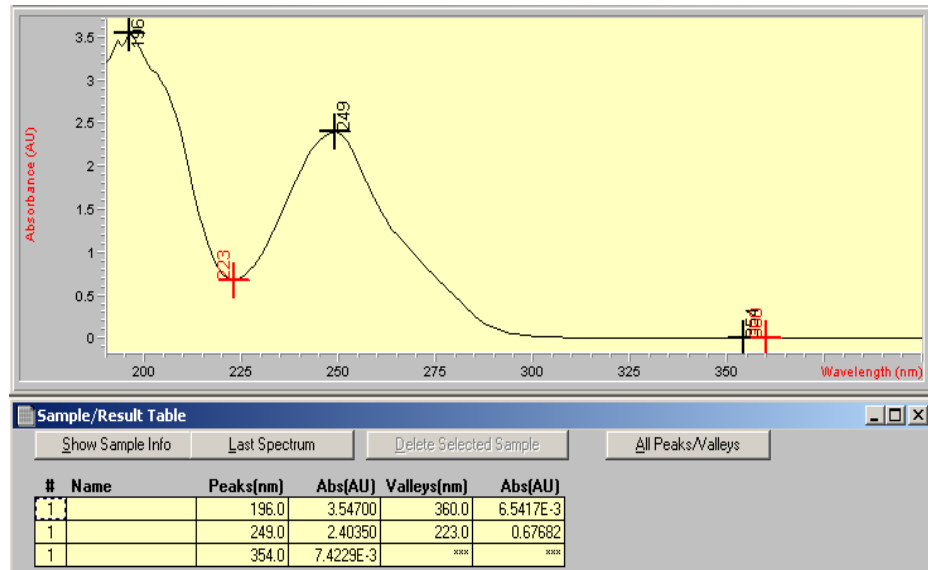 3.5
3
2.5
2
1.5
1
0.5
0
Absorbance (AU)
196
249
223
354
200 225 250 275 300 325 350 Wavelength (nm)
Sample/Result Table
Show Sample Info Last Spectrum Delete Selected Sample All Peaks/Valleys
# Name Peaks(nm) Abs(AU) Valleys(nm) Abs(AU)
1 196.0 3.54700 360.0 6.5417E-3
1 249.0 2.40350 223.0 0.67682
1 354.0 7.4229E-3 *** ***